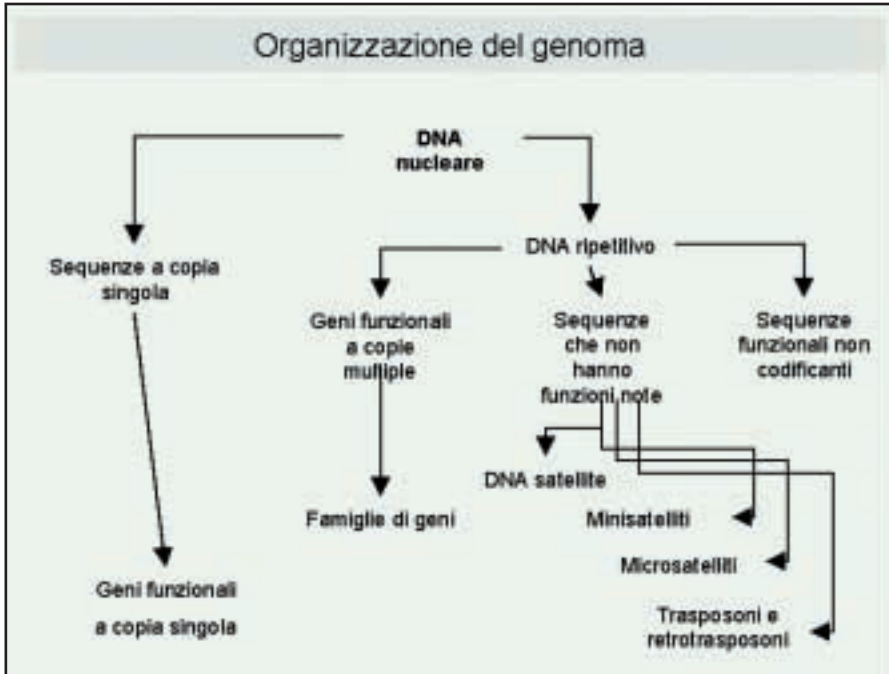 Organizzazione del genoma
DNA
nucleare
Sequenze a copia
singola
DNA ripetitivo
Geni funzionali
a copie
multiple
Sequenze
che non
hanno
funzioni note
Sequenze
funzionali non
codificanti
DNA satellite
Famiglie di geni
Minisatelliti
Microsatelliti
Geni funzionali
a copia singola
Trasposoni e
retrotrasposoni